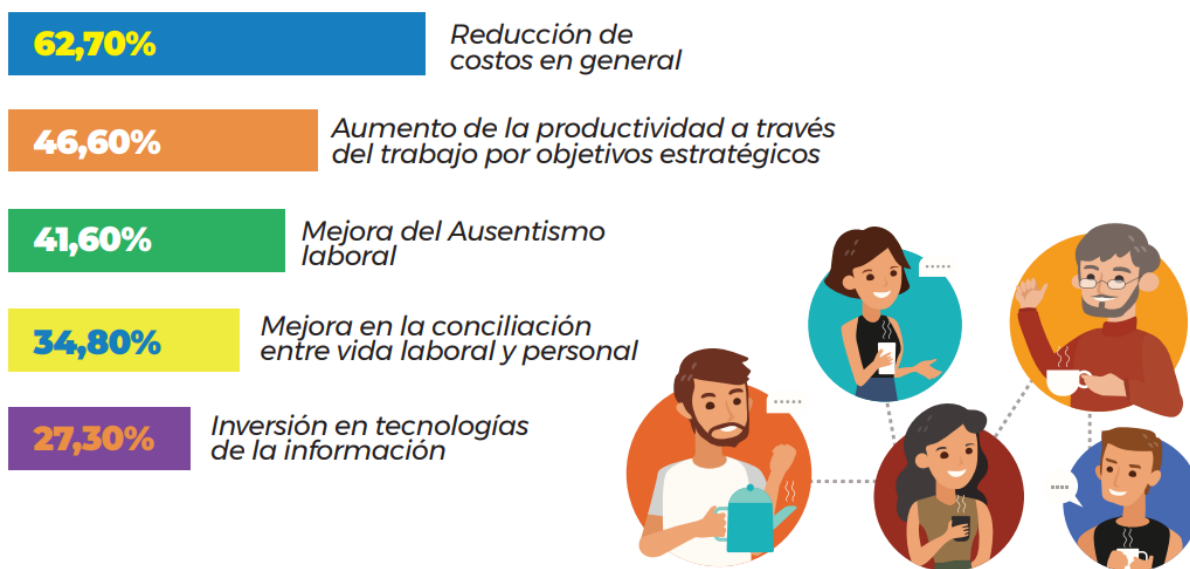 62,70%
Reducción de
costos en general
46,60%
Aumento de la productividad a través
del trabajo por objetivos estratégicos
41,60%
Mejora del Ausentismo
laboral
34,80%
Mejora en la conciliación
entre vida laboral y personal
27,30%
Inversión en tecnologías
de la información